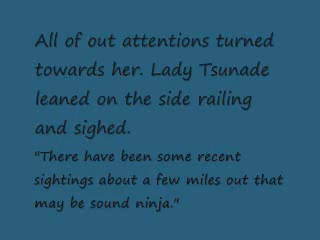 All of out attentions turned
towards her. Lady Tsunade
leaned on the side railing
and sighed.
"There have been some recent
sightings about a few miles out that
may be sound ninja."